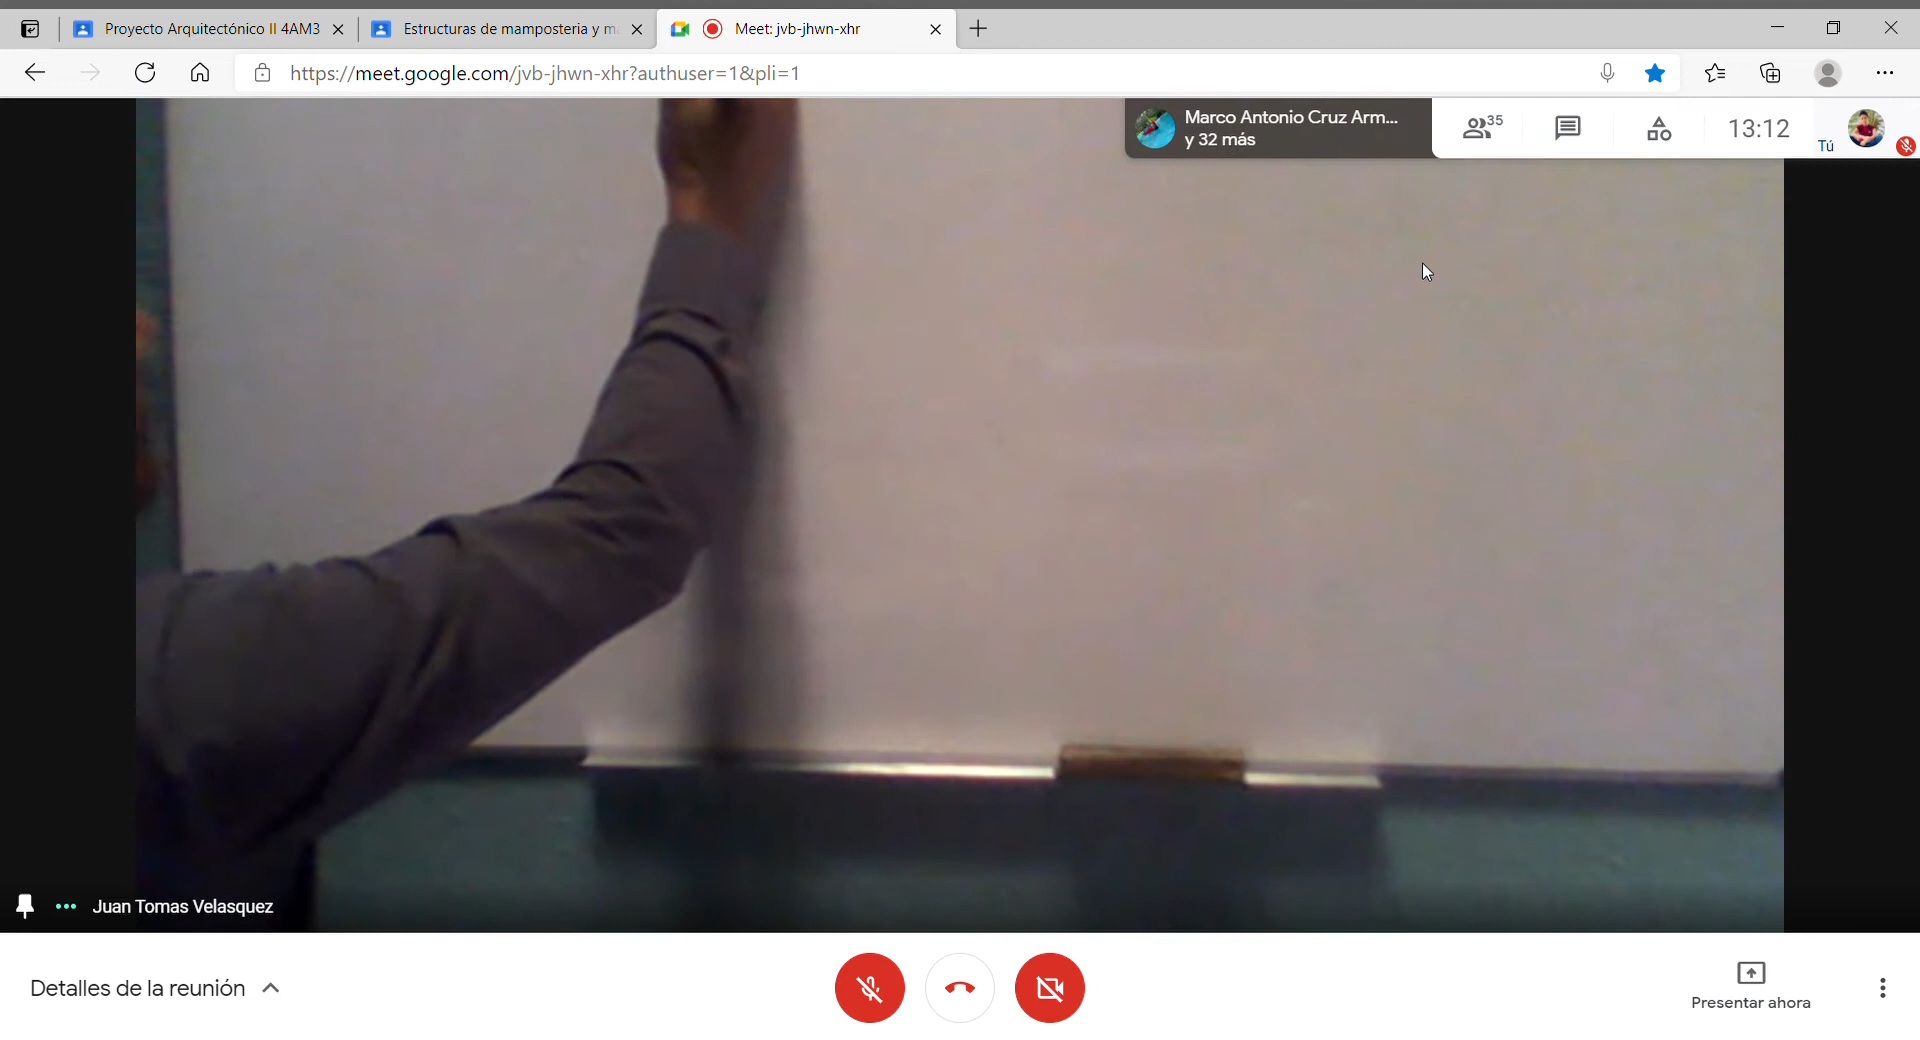 Proyecto Arquitectónico II 4AM3
Estructuras de mamposteria y m
Meet: jvb-jhwn-xhr
https://meet.google.com/jvb-jhwn-xhr?authuser=1&pli=1
Marco Antonio Cruz Arm...
y 32 más
35
13:12
Tú
Juan Tomas Velasquez
Detalles de la reunión
Presentar ahora